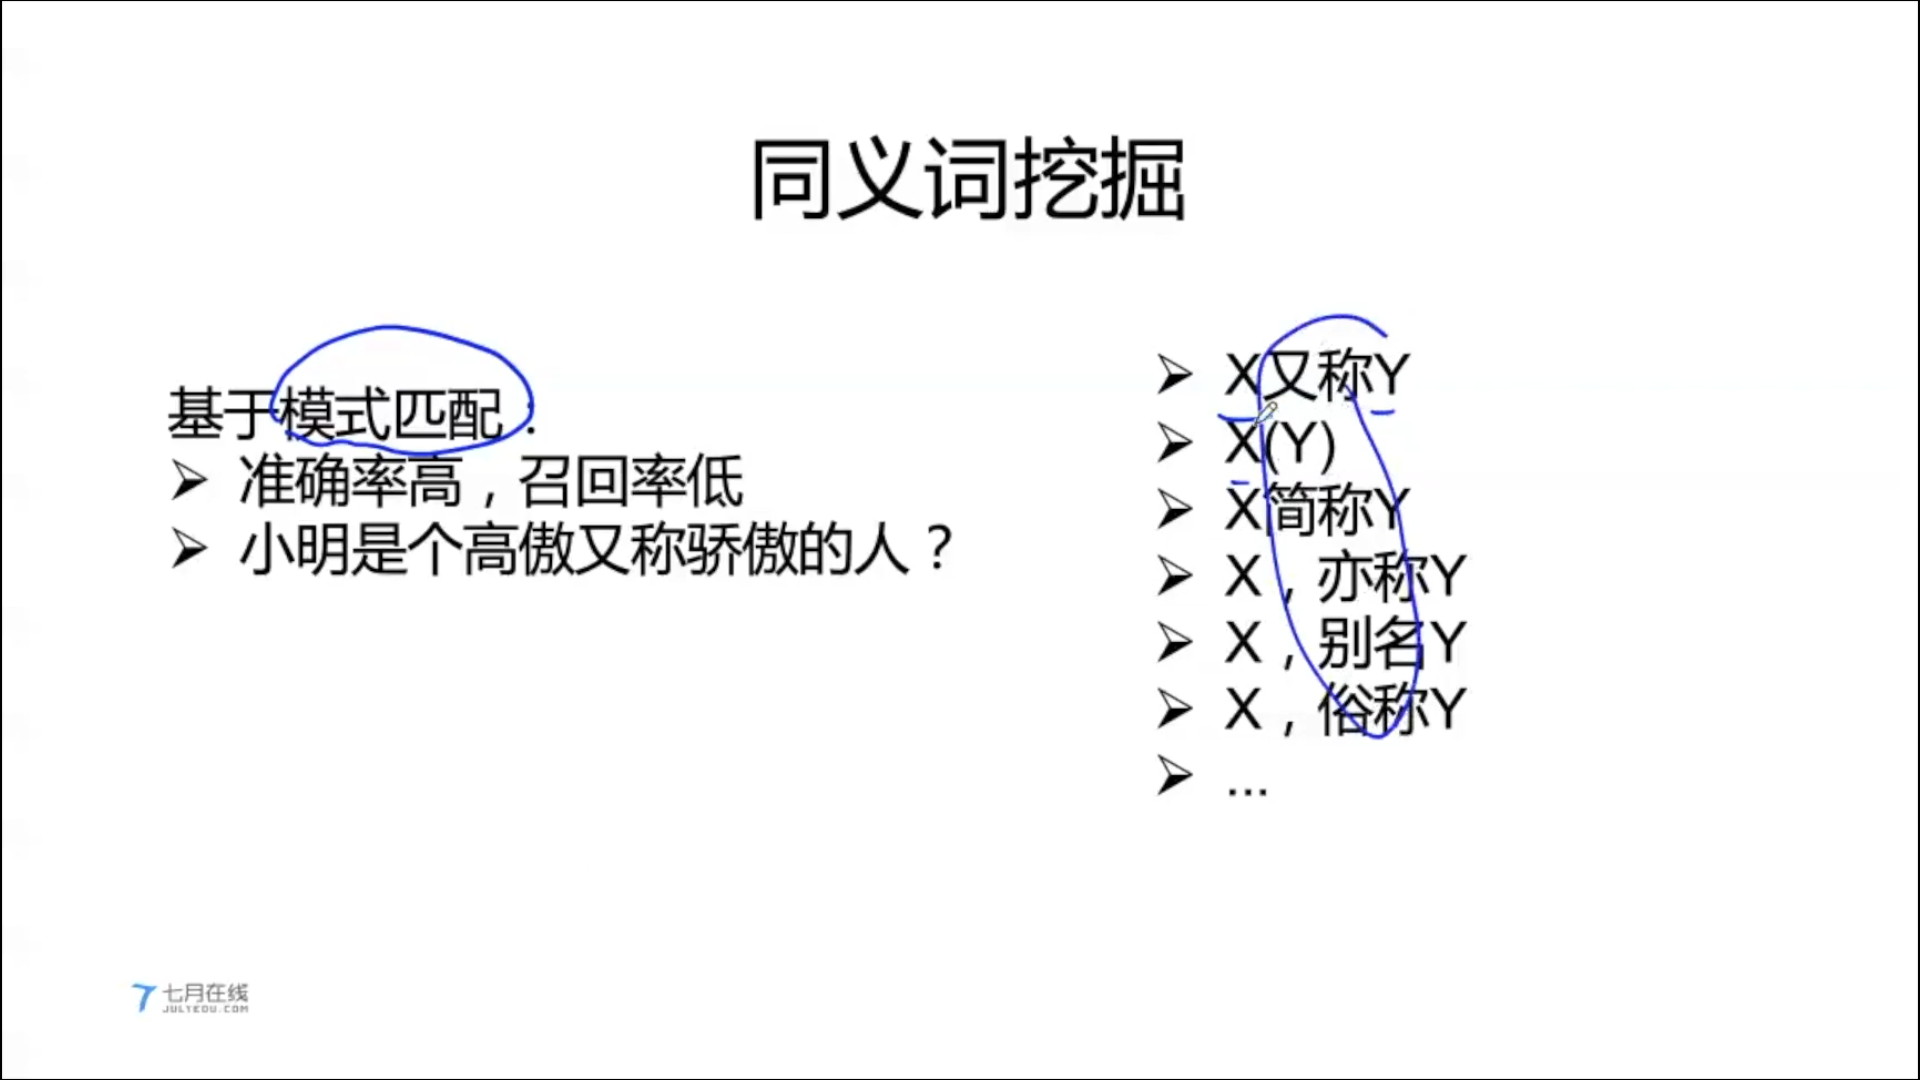 同义词挖掘
基于模式匹配：
➢ 准确率高，召回率低
➢ 小明是个高傲又称骄傲的人？
➢ X又称Y
➢ X(Y)
➢ X简称Y
➢ X，亦称Y
➢ X，别名Y
➢ X，俗称Y
➢ ...
七月在线
JULYEDU.COM